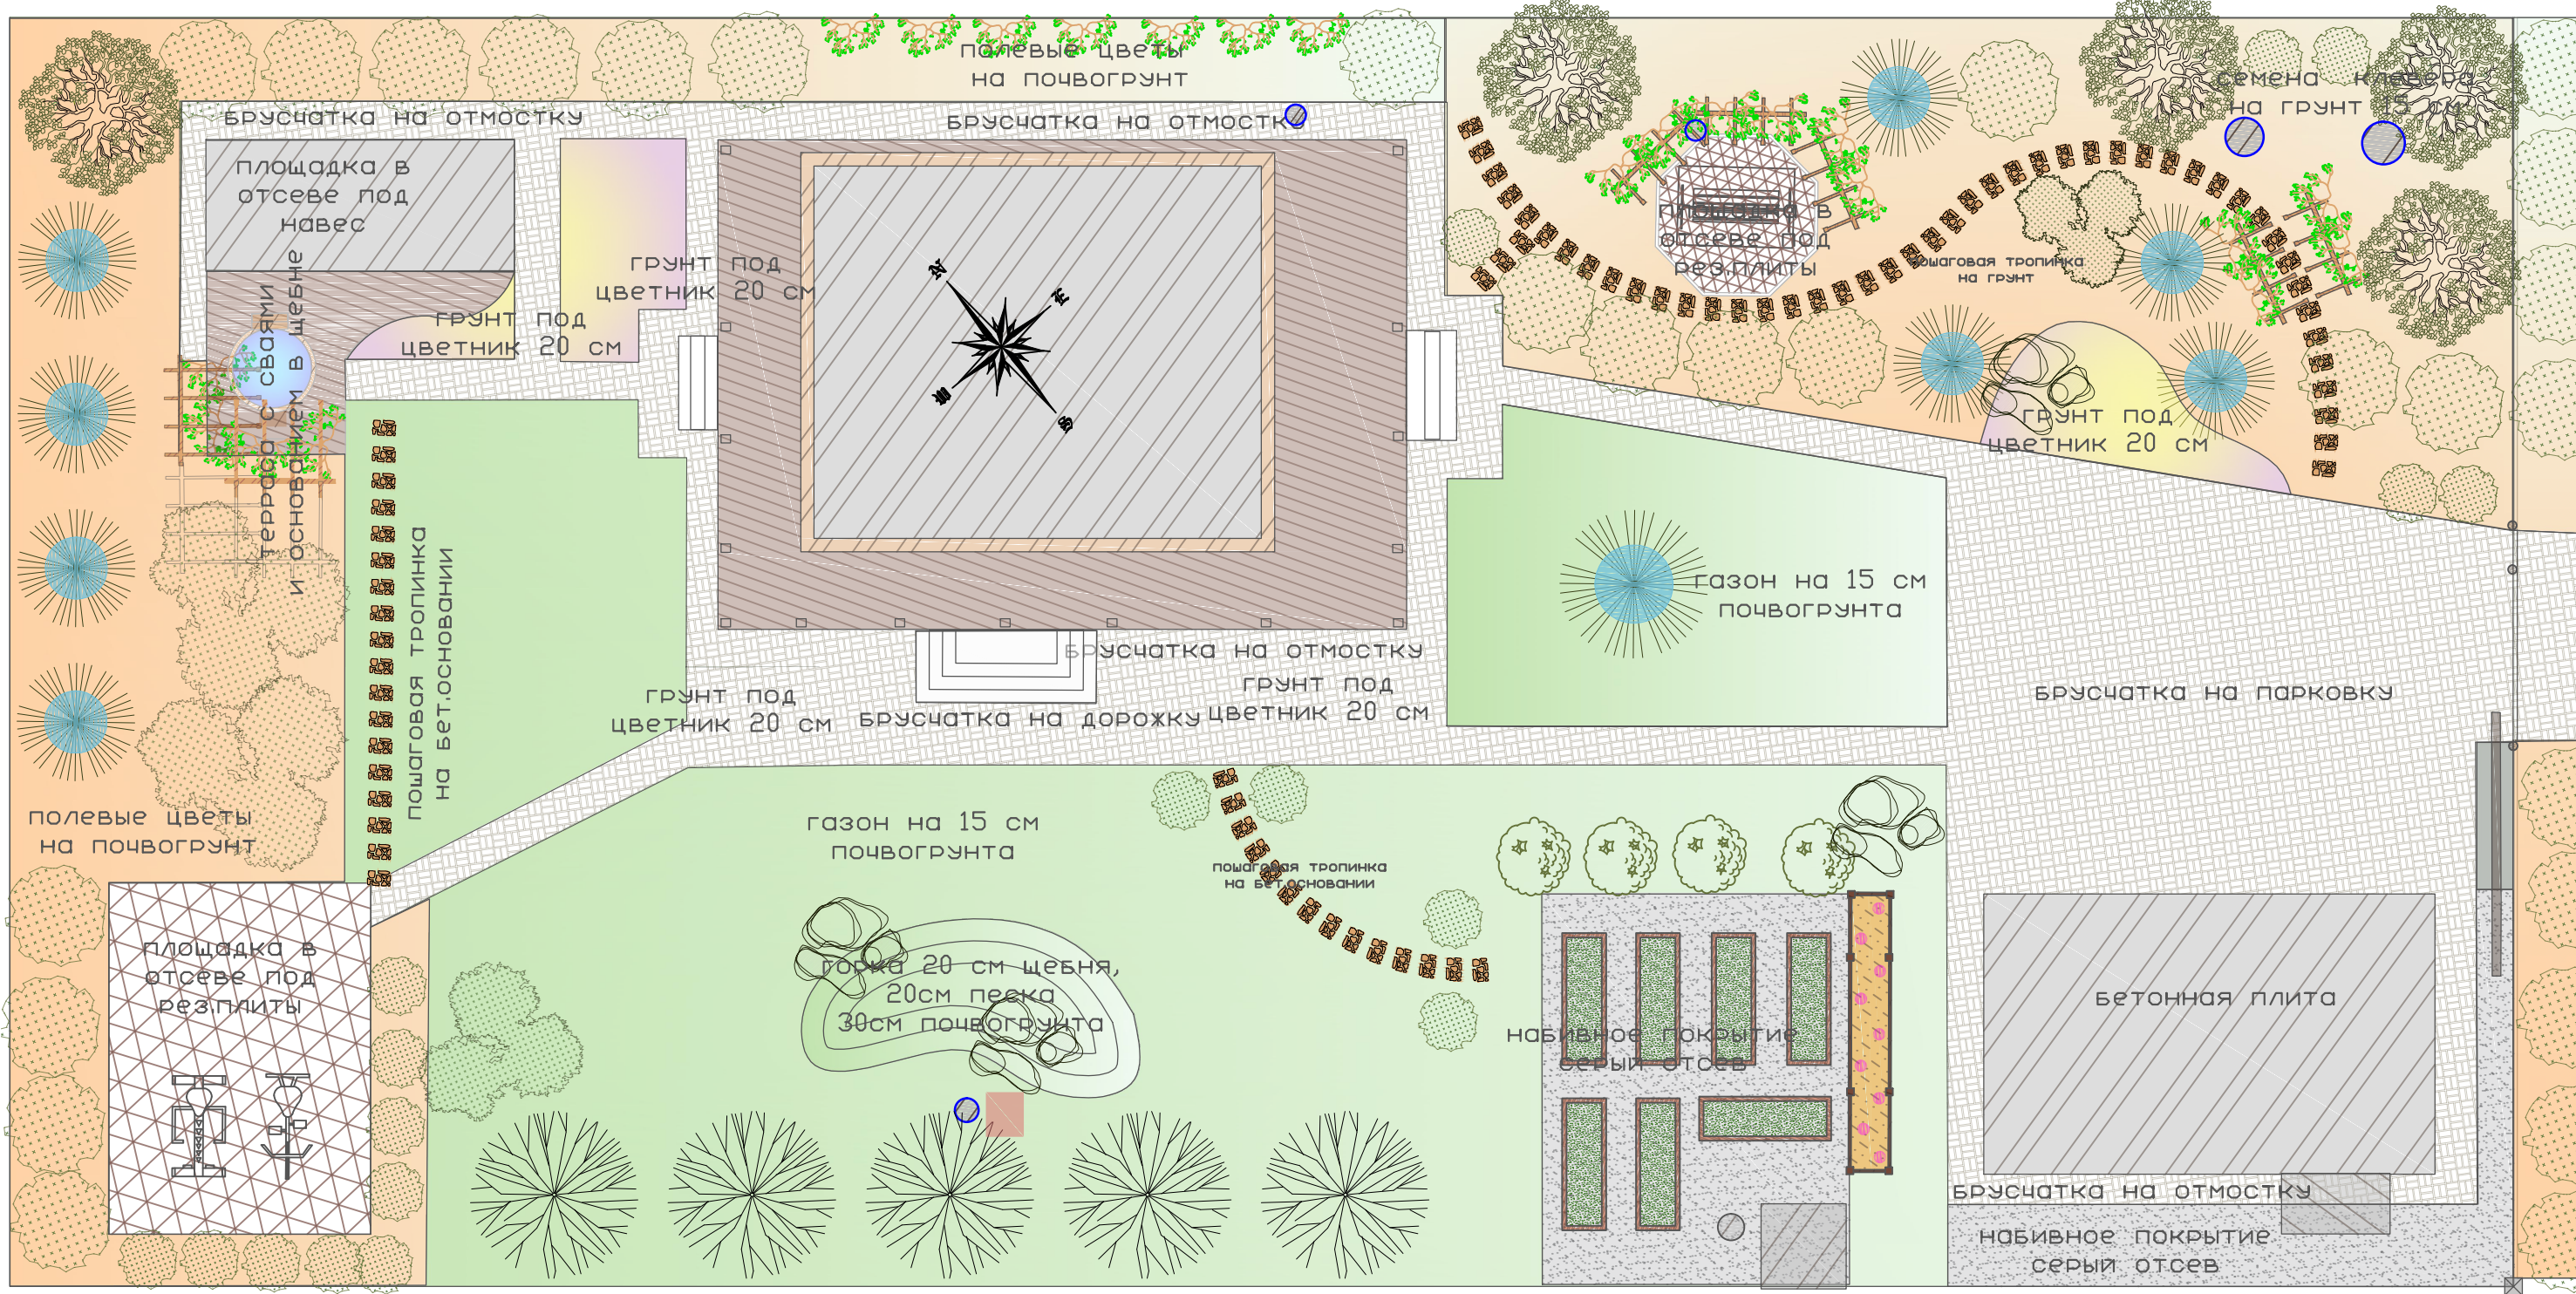 полевые цветы
на почвогрунт
семена клевера
на грунт 15 см
брусчатка на отмостку
брусчатка на отмостку
площадка в
отсеве под
навес
площадка в
отсеве под
рез.плиты
пошаговая тропинка
на грунт
грунт под
цветник 20 см
грунт под
цветник 20 см
N
E
W
S
терраса с сваями
и основанием в щебне
грунт под
цветник 20 см
пошаговая тропинка
на бет.основании
газон на 15 см
почвогрунта
брусчатка на отмостку
грунт под
цветник 20 см
грунт под
цветник 20 см
брусчатка на дорожку
брусчатка на парковку
полевые цветы
на почвогрунт
газон на 15 см
почвогрунта
пошаговая тропинка
на бет.основании
площадка в
отсеве под
рез.плиты
горка 20 см щебня,
20см песка
30см почвогрунта
набивное покрытие
серый отсев
бетонная плита
брусчатка на отмостку
набивное покрытие
серый отсев